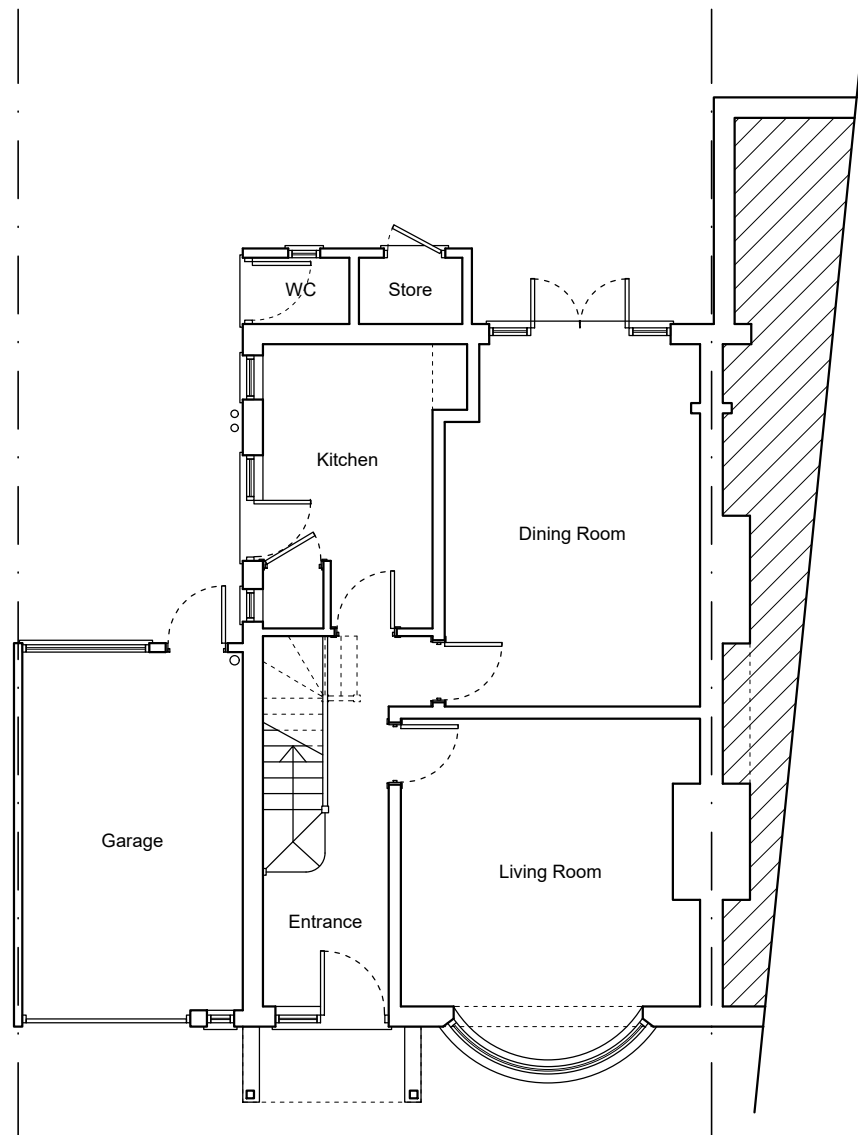 WC
Store
Kitchen
Dining Room
Garage
Living Room
Entrance